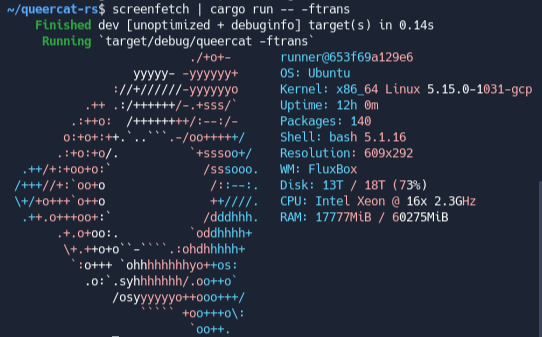 ~/queercat-rs$ screenfetch | cargo run -- -ftrans
Finished dev [unoptimized + debuginfo] target(s) in 0.14s
Running `target/debug/queercat -ftrans`
./+o+- runner@653f69a129e6
yyyyy- -yyyyyy+ OS: Ubuntu
://+//////-yyyyyyo Kernel: x86_64 Linux 5.15.0-1031-gcp
.++ .:/++++++/-.+sss/` Uptime: 12h 0m
.:++o: /++++++++/:--:/- Packages: 140
o:+o+:++.`..```.-/oo+++++/ Shell: bash 5.1.16
.:+o:+o/. `+sssoo+/ Resolution: 609x292
.++/+:+oo+o:` /sssooo. WM: FluxBox
/+++//+:`oo+o /::--:. Disk: 13T / 18T (73%)
\+/+o+++`o++o ++////. CPU: Intel Xeon @ 16x 2.3GHz
.++.o+++oo+:` /dddhhh. RAM: 17777MiB / 60275MiB
.+.o+oo:. `oddhhhh+
\+.++o+o``-````.:ohdhhhhh+
`:o+++ `ohhhhhhhhyo++os:
.o:`.syhhhhhhh/.oo++o`
/osyyyyyyo++ooo+++/
````` +oo+++o\:
`oo++.